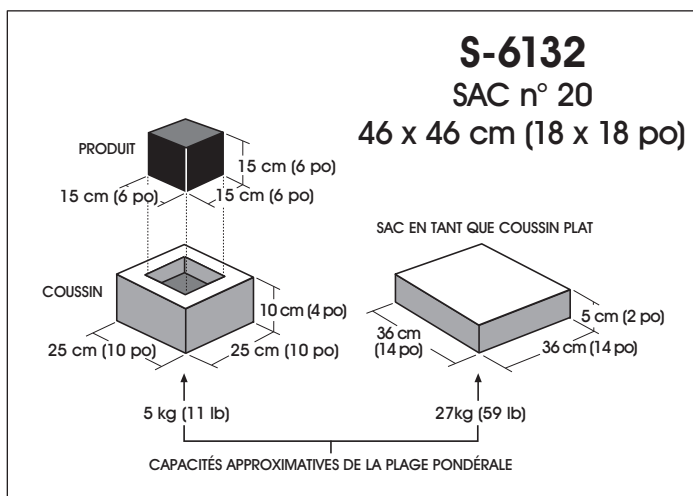 S-6132
SAC n° 20
46 x 46 cm (18 x 18 po)
PRODUIT
15 cm (6 po)
15 cm (6 po)
15 cm (6 po)
SAC EN TANT QUE COUSSIN PLAT
COUSSIN
10 cm (4 po)
25 cm (10 po)
25 cm (10 po)
5 cm (2 po)
36 cm
(14 po)
36 cm (14 po)
5 kg (11 lb)
27kg (59 lb)
CAPACITÉS APPROXIMATIVES DE LA PLAGE PONDÉRALE